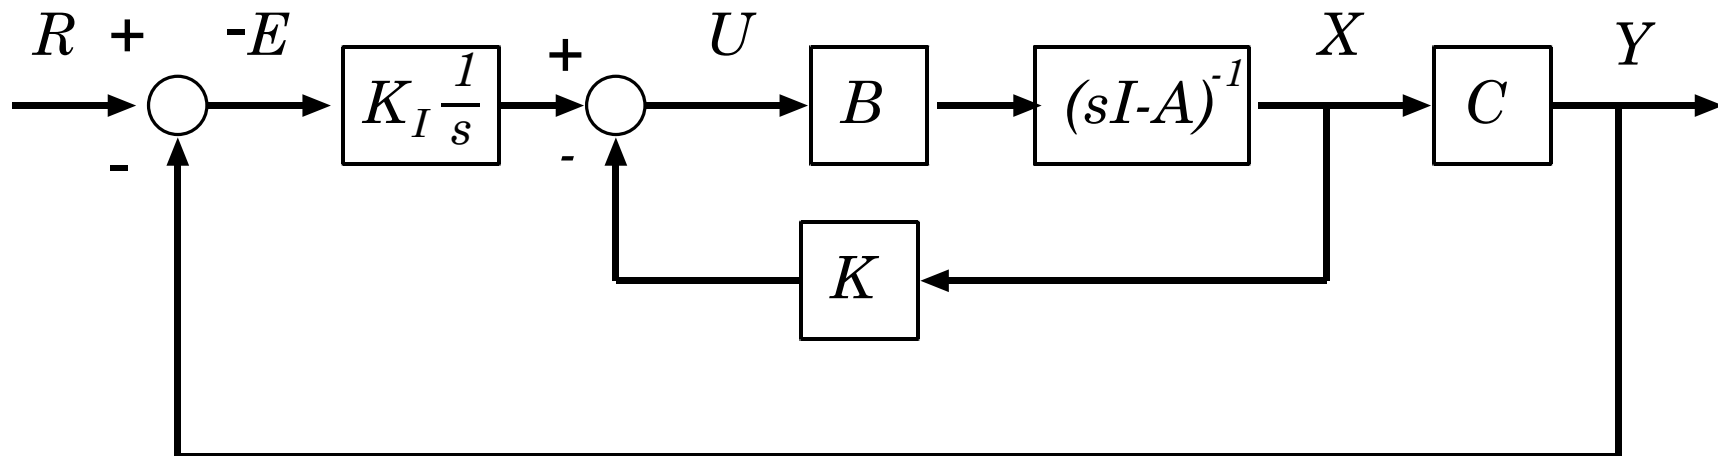 R + -E K_I 1/s + U B (sI-A)^-1 X C Y
- -
K